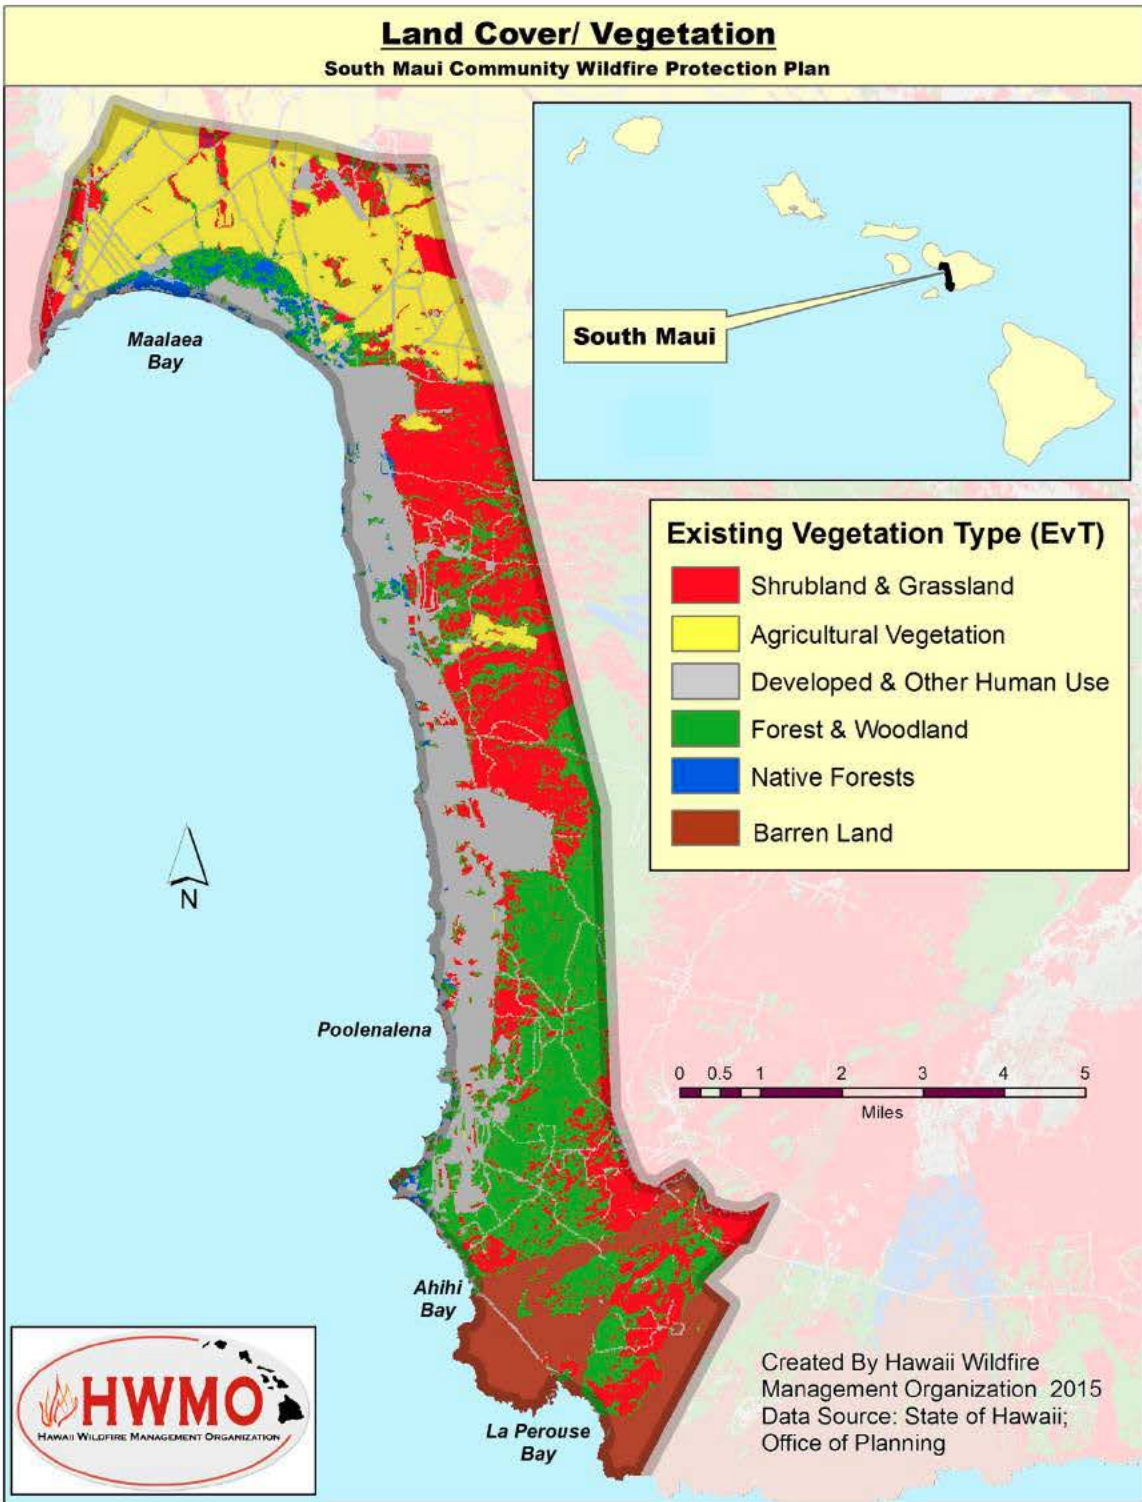 Land Cover/ Vegetation
South Maui Community Wildfire Protection Plan
South Maui
Maalaea
Bay
Existing Vegetation Type (EvT)
Shrubland & Grassland
Agricultural Vegetation
Developed & Other Human Use
Forest & Woodland
Native Forests
Barren Land
N
Poolenalena
0 0.5 1 2 3 4 5
Miles
Ahihi
Bay
La Perouse
Bay
HWMO
HAWAII WILDFIRE MANAGEMENT ORGANIZATION
Created By Hawaii Wildfire
Management Organization 2015
Data Source: State of Hawaii;
Office of Planning